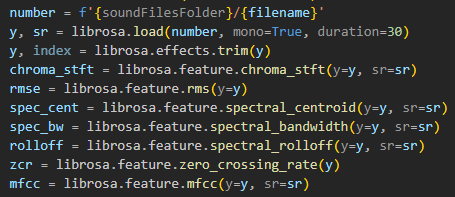 number = f'{soundFilesFolder}/{filename}'
y, sr = librosa.load(number, mono=True, duration=30)
y, index = librosa.effects.trim(y)
chroma_stft = librosa.feature.chroma_stft(y=y, sr=sr)
rmse = librosa.feature.rms(y=y)
spec_cent = librosa.feature.spectral_centroid(y=y, sr=sr)
spec_bw = librosa.feature.spectral_bandwidth(y=y, sr=sr)
rolloff = librosa.feature.spectral_rolloff(y=y, sr=sr)
zcr = librosa.feature.zero_crossing_rate(y)
mfcc = librosa.feature.mfcc(y=y, sr=sr)